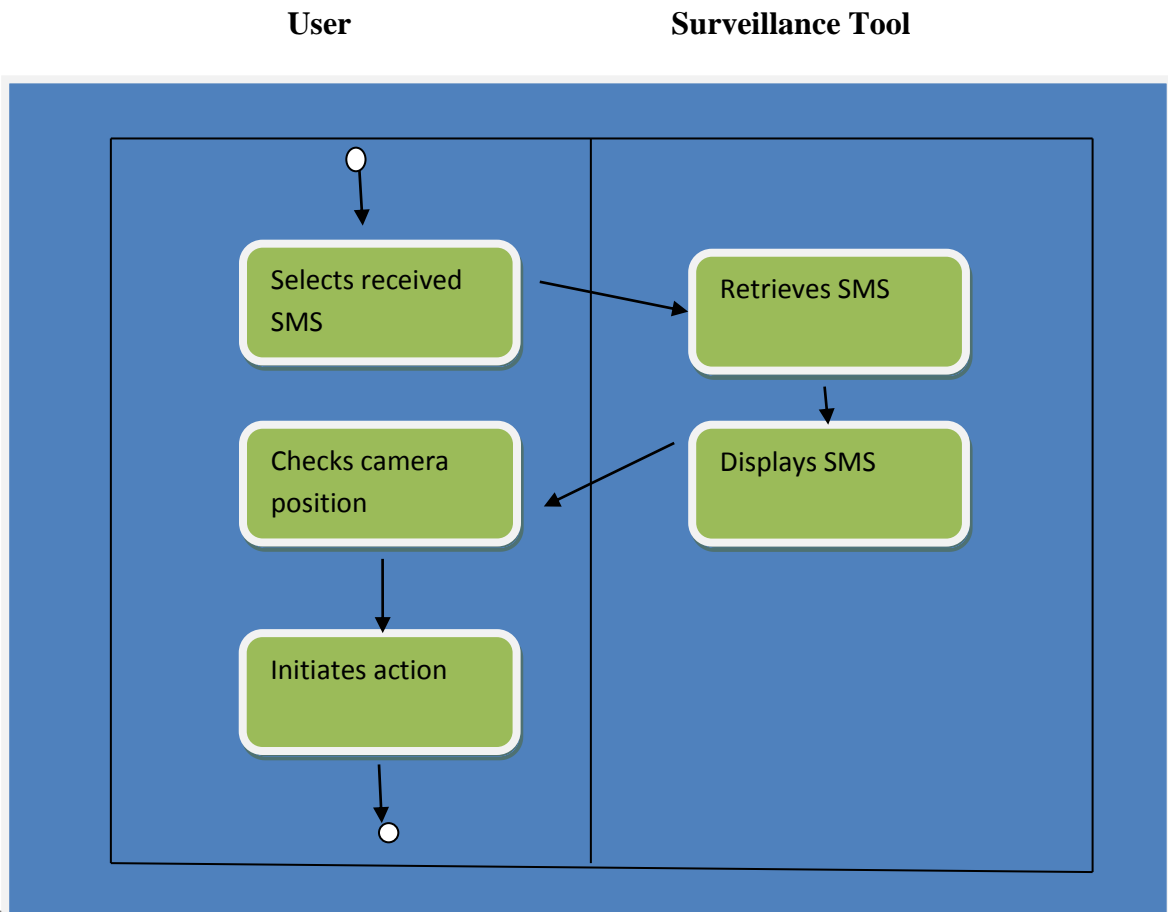 User
Surveillance Tool
Selects received
SMS
Retrieves SMS
Checks camera
position
Displays SMS
Initiates action